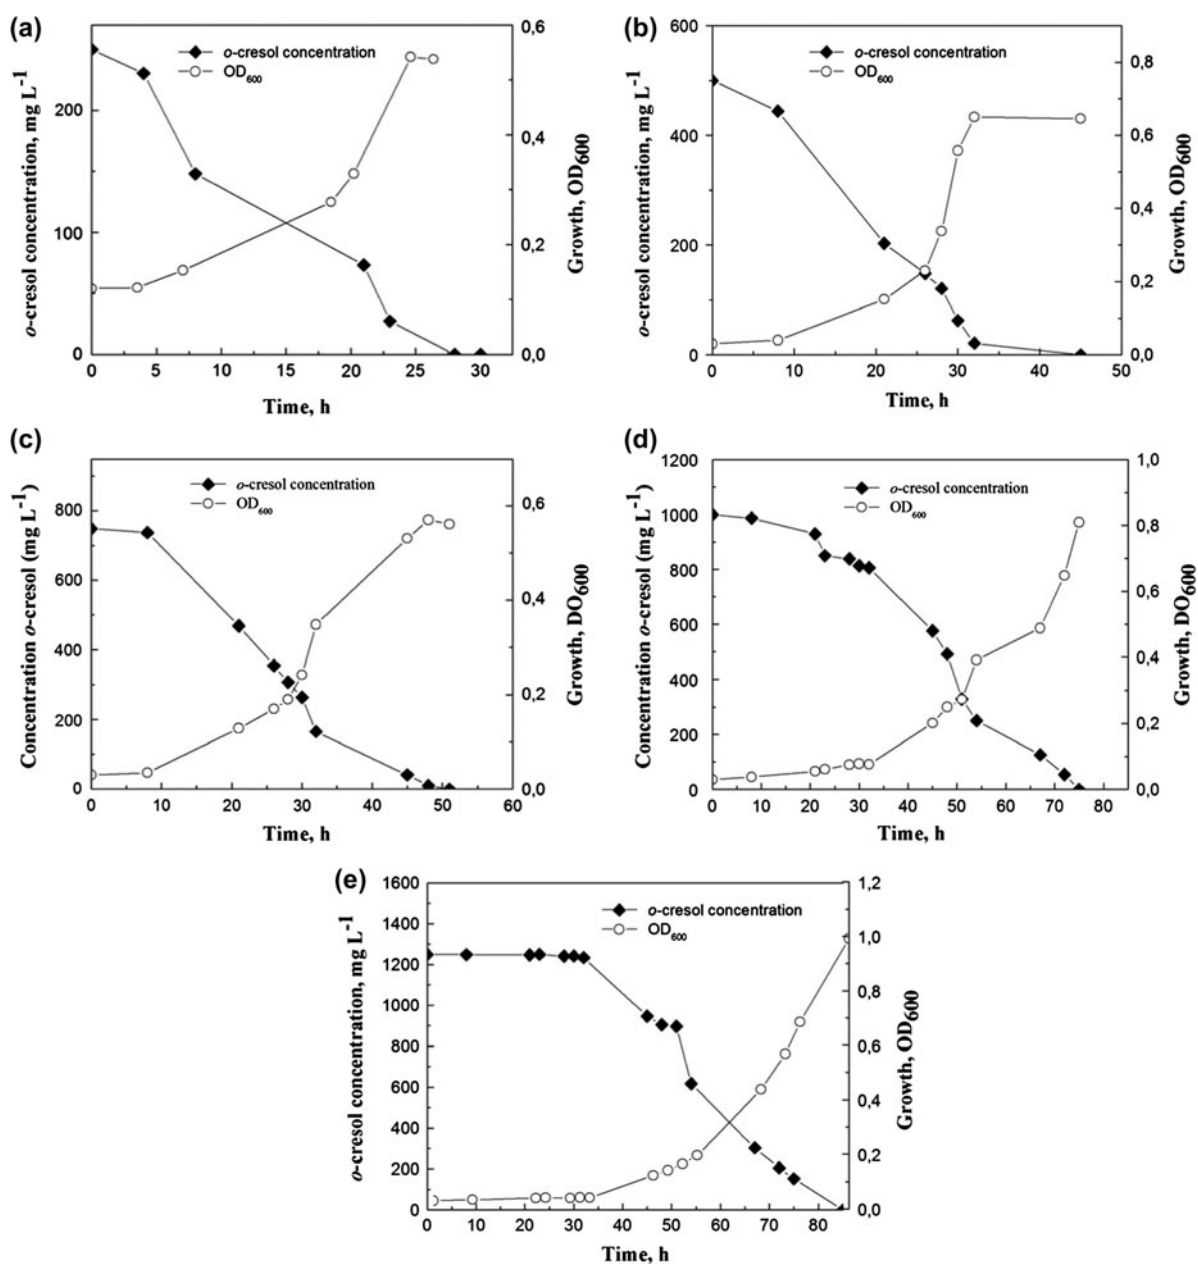 (a)
o-cresol concentration, mg L-1
200
100
0
o-cresol concentration
OD600
0,6
0,4
0,2
0,0
Growth, OD600
0 5 10 15 20 25 30
Time, h
(b)
o-cresol concentration, mg L-1
600
400
200
0
o-cresol concentration
OD600
0,8
0,6
0,4
0,2
0,0
Growth, OD600
0 10 20 30 40 50
Time, h
(c)
Concentration o-cresol (mg L-1)
800
600
400
200
0
o-cresol concentration
OD600
0,6
0,4
0,2
0,0
Growth, DO600
0 10 20 30 40 50 60
Time, h
(d)
Concentration o-cresol (mg L-1)
1200
1000
800
600
400
200
0
o-cresol concentration
OD600
1,0
0,8
0,6
0,4
0,2
0,0
Growth, DO600
0 10 20 30 40 50 60 70 80
Time, h
(e)
o-cresol concentration, mg L-1
1600
1400
1200
1000
800
600
400
200
0
o-cresol concentration
OD600
1,2
1,0
0,8
0,6
0,4
0,2
0,0
Growth, OD600
0 10 20 30 40 50 60 70 80
Time, h